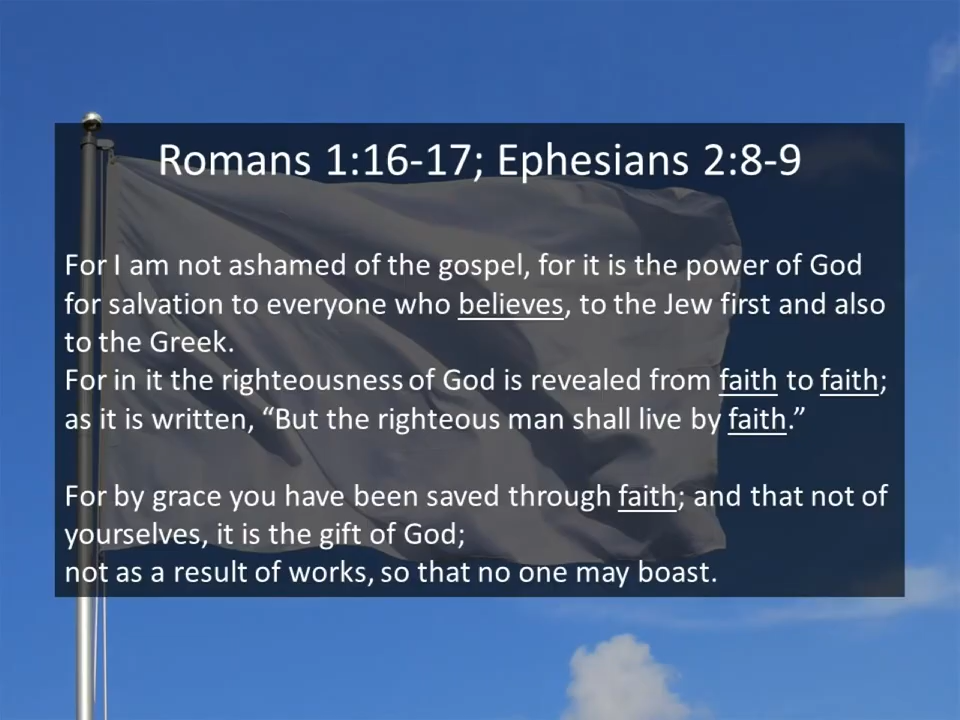 Romans 1:16-17; Ephesians 2:8-9
For I am not ashamed of the gospel, for it is the power of God
for salvation to everyone who believes, to the Jew first and also
to the Greek.
For in it the righteousness of God is revealed from faith to faith;
as it is written, “But the righteous man shall live by faith.”
For by grace you have been saved through faith; and that not of
yourselves, it is the gift of God;
not as a result of works, so that no one may boast.